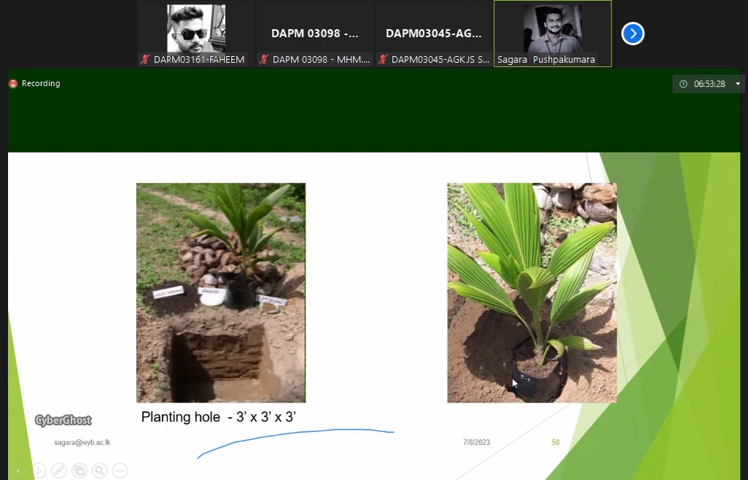 DAPM 03098 -...
DAPM03045-AG...
DAPM03161-FAHEEM
DAPM 03098 - MHM....
DAPM03045-AGKJS S...
Sagara Pushpakumara
Recording
06:53:28
Planting hole - 3’ x 3’ x 3’
CyberGhost
sagara@wyb.ac.lk
7/8/2023
50